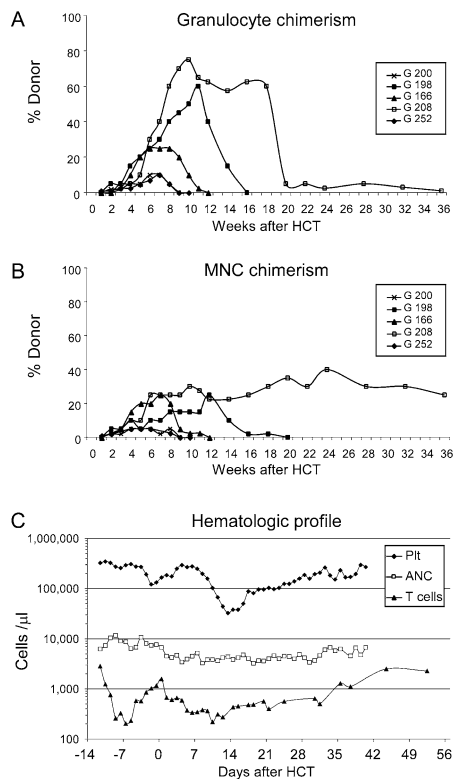 A
Granulocyte chimerism
100
80
60
40
20
0
% Donor
G 200
G 198
G 166
G 208
G 252
0 2 4 6 8 10 12 14 16 18 20 22 24 26 28 30 32 34 36
Weeks after HCT
B
MNC chimerism
100
80
60
40
20
0
% Donor
G 200
G 198
G 166
G 208
G 252
0 2 4 6 8 10 12 14 16 18 20 22 24 26 28 30 32 34 36
Weeks after HCT
C
Hematologic profile
1,000,000
100,000
10,000
1,000
100
Cells /µl
Plt
ANC
T cells
-14 -7 0 7 14 21 28 35 42 49 56
Days after HCT